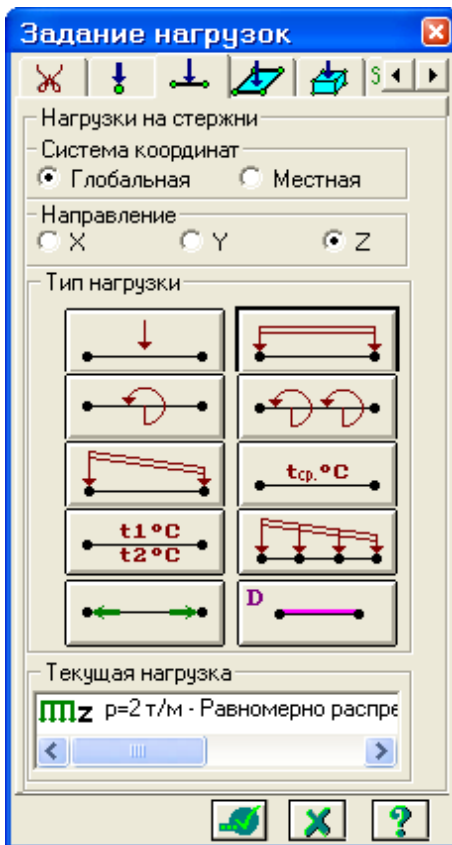 Задание нагрузок
S
Нагрузки на стержни
Система координат
Глобальная Местная
Направление
X Y Z
Тип нагрузки
tср.°C
t1°C
t2°C
D
Текущая нагрузка
z p=2 т/м - Равномерно распре
?